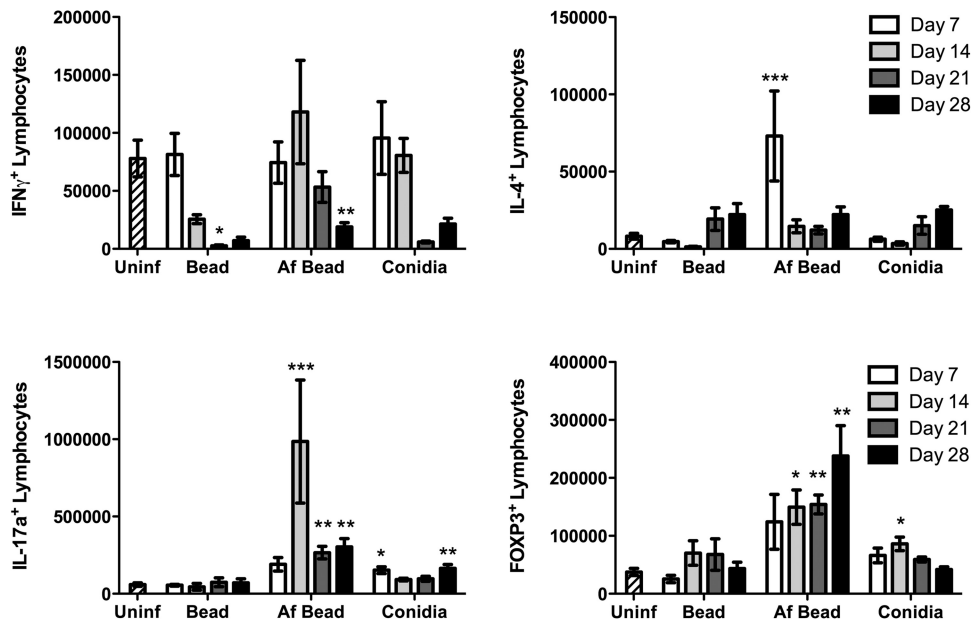 IFNγ⁺ Lymphocytes
200000
150000
100000
50000
0
*
**
Uninf Bead Af Bead Conidia
IL-4⁺ Lymphocytes
150000
100000
50000
0
***
Uninf Bead Af Bead Conidia
Day 7
Day 14
Day 21
Day 28
IL-17a⁺ Lymphocytes
1500000
1000000
500000
0
***
** **
* **
Uninf Bead Af Bead Conidia
FOXP3⁺ Lymphocytes
400000
300000
200000
100000
0
**
* **
*
Uninf Bead Af Bead Conidia
Day 7
Day 14
Day 21
Day 28